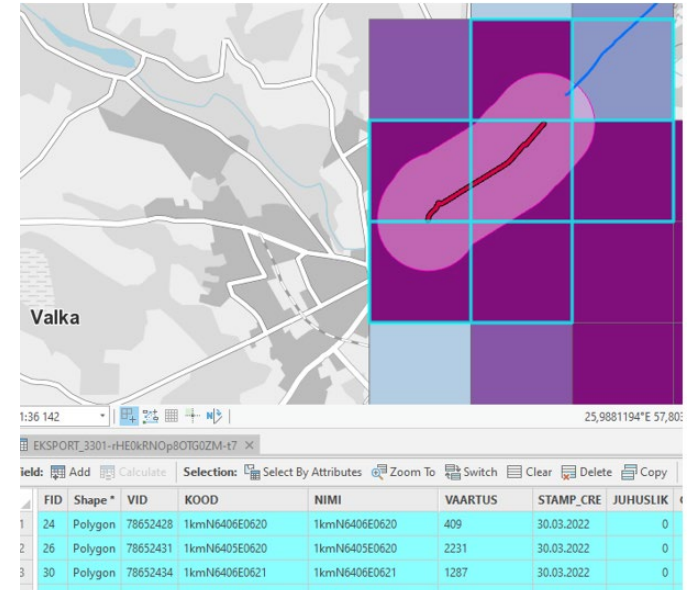 Valka
1:36 142
25,9881194°E 57,803
EKSPORT_3301-rHE0kRNOp8OTG0ZM-t7
ield: Add Calculate Selection: Select By Attributes Zoom To Switch Clear Delete Copy
FID Shape * VID KOOD NIMI VAARTUS STAMP_CRE JUHUSLIK
1 24 Polygon 78652428 1kmN6406E0620 1kmN6406E0620 409 30.03.2022 0
2 26 Polygon 78652431 1kmN6405E0620 1kmN6405E0620 2231 30.03.2022 0
3 30 Polygon 78652434 1kmN6406E0621 1kmN6406E0621 1287 30.03.2022 0